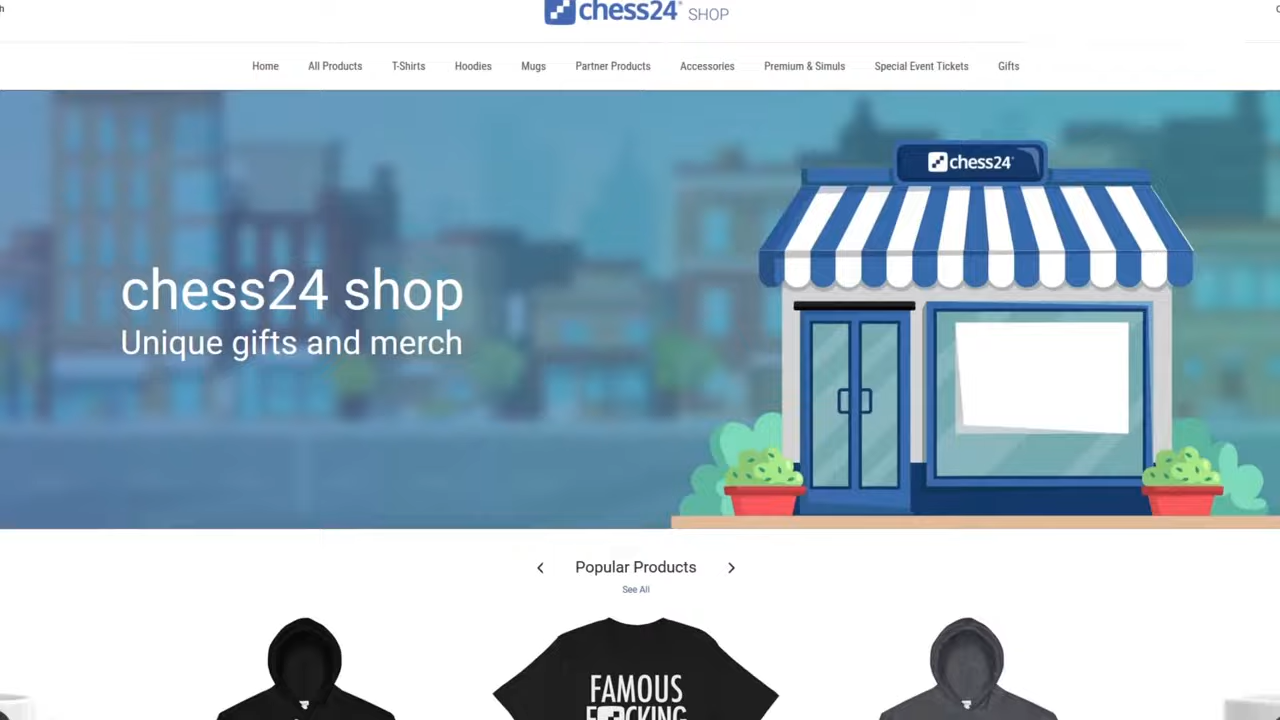 h
chess24 SHOP
Home All Products T-Shirts Hoodies Mugs Partner Products Accessories Premium & Simuls Special Event Tickets Gifts
chess24
chess24 shop
Unique gifts and merch
Popular Products
See All
FAMOUS